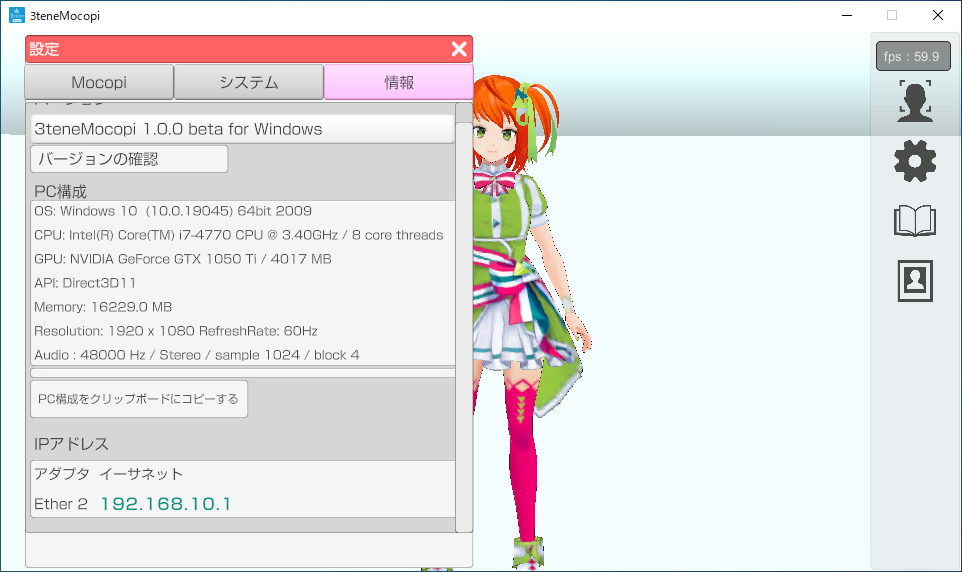 3teneMocopi
設定
Mocopi
システム
情報
fps : 59.9
バージョン
3teneMocopi 1.0.0 beta for Windows
バージョンの確認
PC構成
OS: Windows 10 (10.0.19045) 64bit 2009
CPU: Intel(R) Core(TM) i7-4770 CPU @ 3.40GHz / 8 core threads
GPU: NVIDIA GeForce GTX 1050 Ti / 4017 MB
API: Direct3D11
Memory: 16229.0 MB
Resolution: 1920 x 1080 RefreshRate: 60Hz
Audio : 48000 Hz / Stereo / sample 1024 / block 4
PC構成をクリップボードにコピーする
IPアドレス
アダプタ イーサネット
Ether 2 192.168.10.1